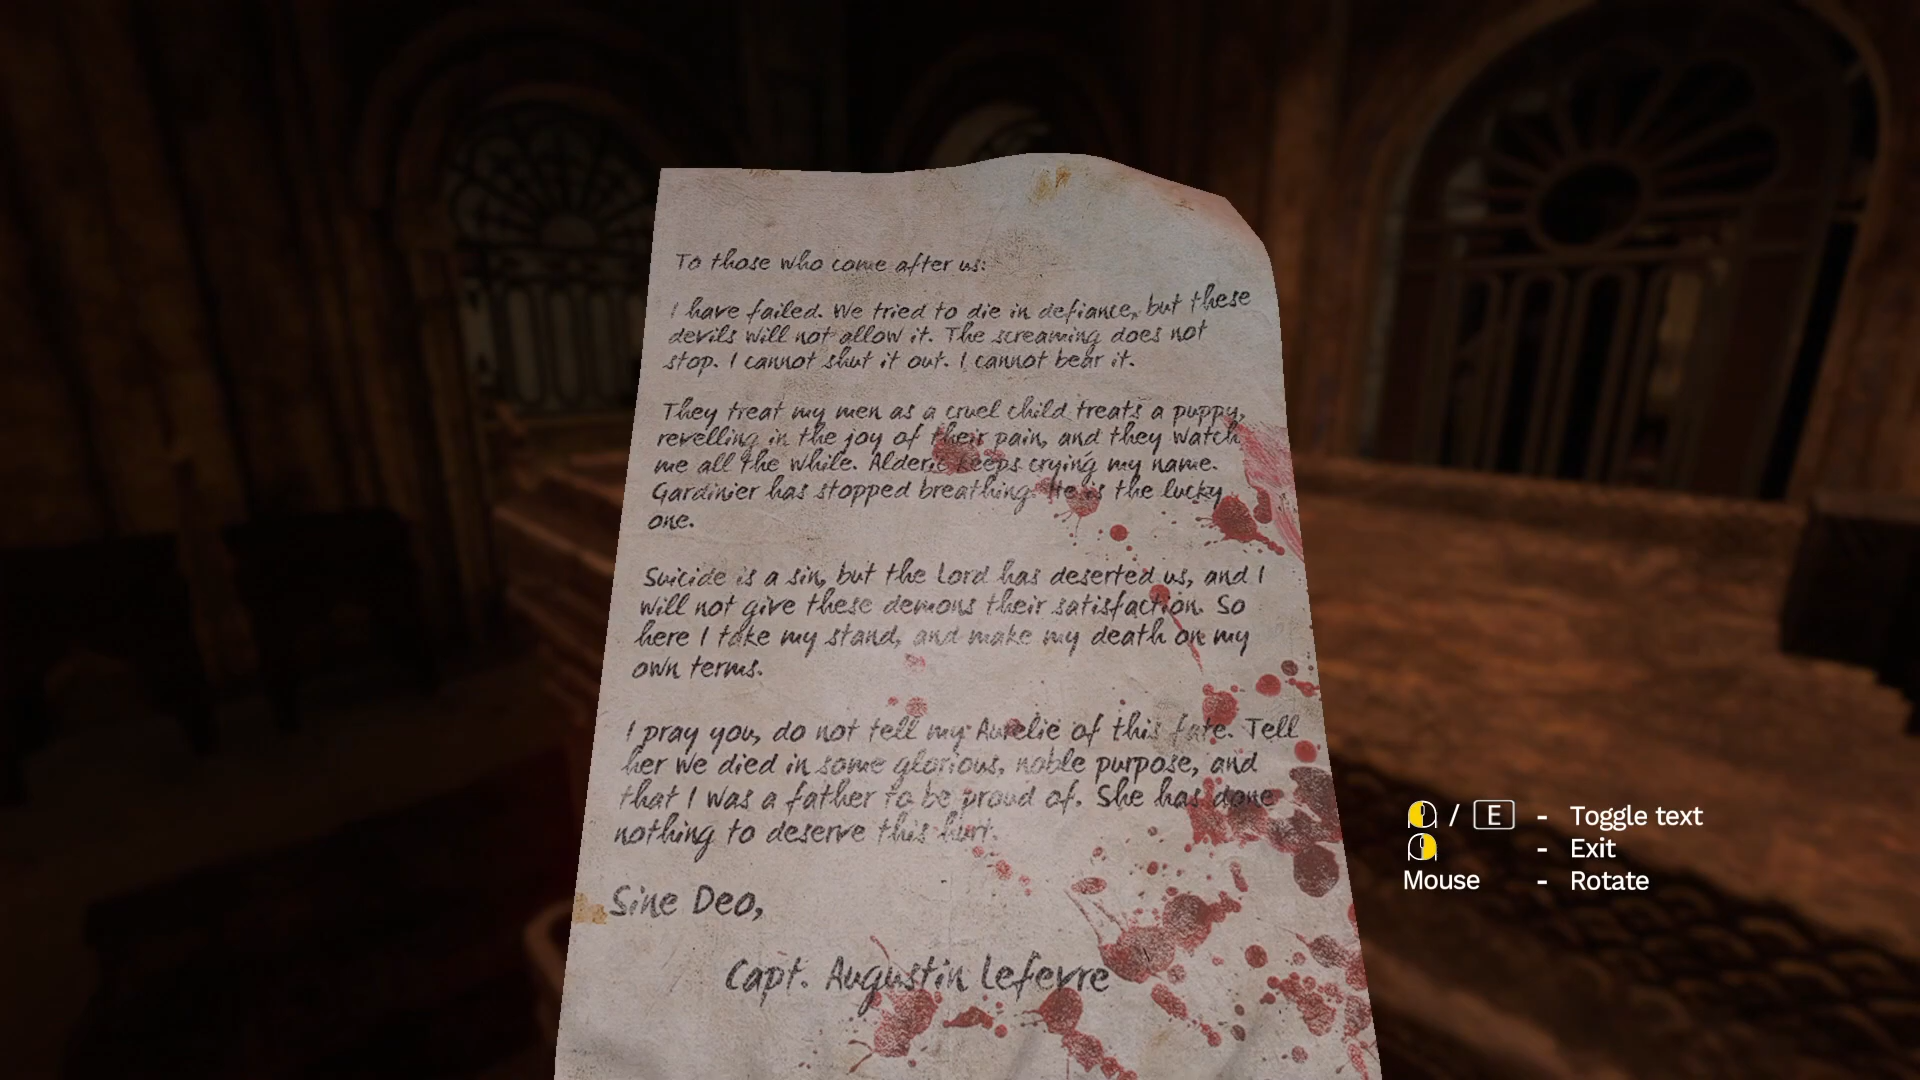 To those who come after us:
I have failed. We tried to die in defiance, but these
devils will not allow it. The screaming does not
stop. I cannot shut it out. I cannot bear it.
They treat my men as a cruel child treats a puppy,
revelling in the joy of their pain, and they watch
me all the while. Alderic keeps crying my name.
Gardinier has stopped breathing. He is the lucky
one.
Suicide is a sin, but the Lord has deserted us, and I
will not give these demons their satisfaction. So
here I take my stand, and make my death on my
own terms.
I pray you, do not tell my Aurelie of this fate. Tell
her we died in some glorious, noble purpose, and
that I was a father to be proud of. She has done
nothing to deserve this hurt.
Sine Deo,
Capt. Augustin Lefevre
/ E - Toggle text
- Exit
Mouse - Rotate